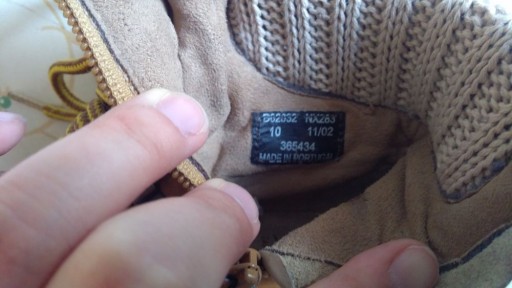 B62332 NX283
10 11/02
365434
MADE IN PORTUGAL